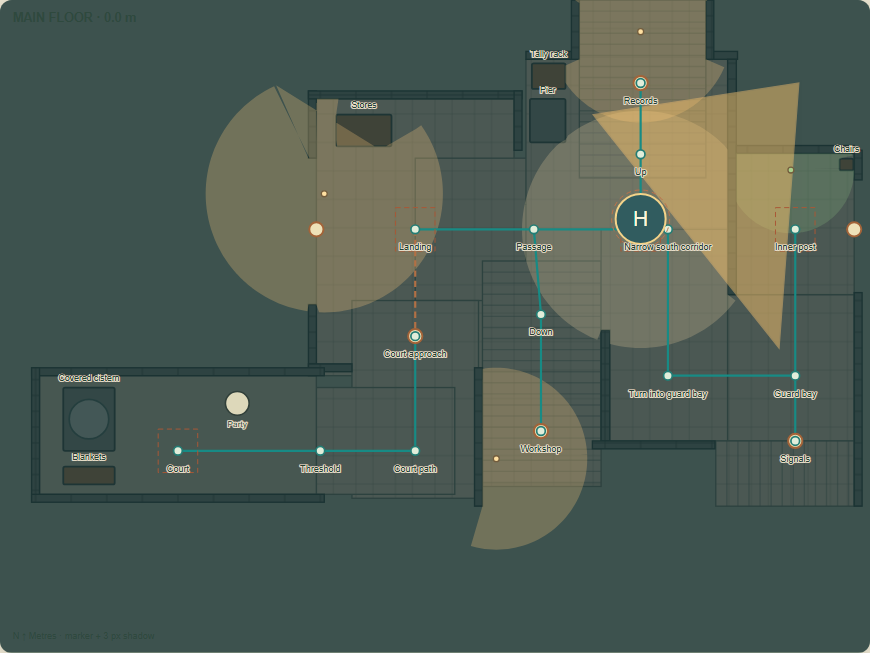 MAIN FLOOR · 0.0 m
Tally rack
Pier
Stores
Records
Chairs
Up
H
Landing
Passage
Narrow south corridor
Inner post
Down
Court approach
Covered cistern
Party
Turn into guard bay
Guard bay
Blankets
Court
Threshold
Court path
Workshop
Signals